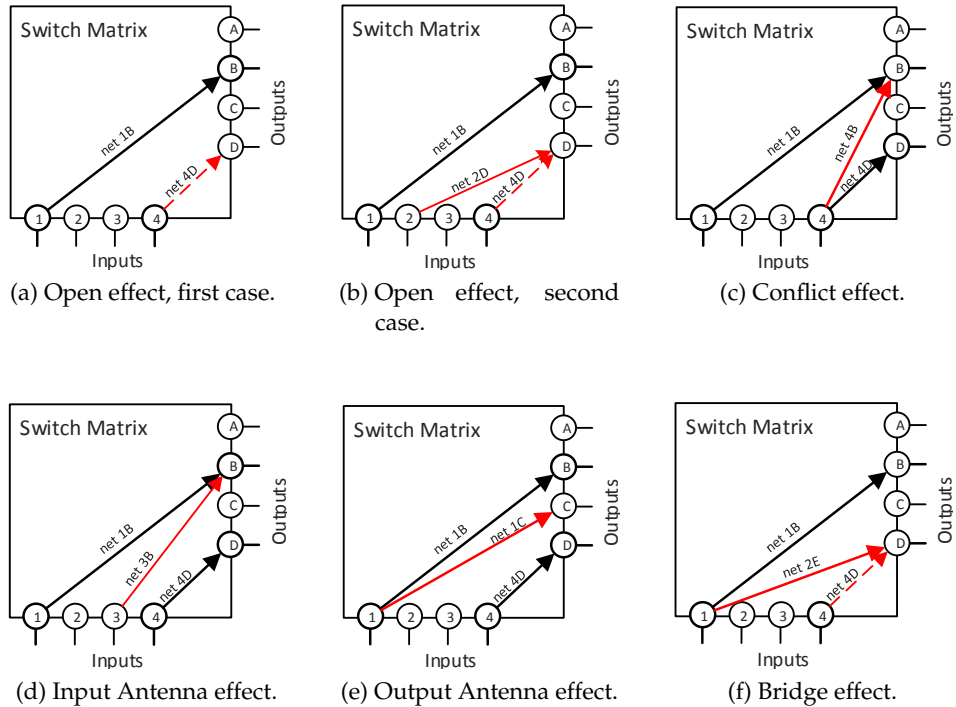 Switch Matrix
A
B
C
D
Outputs
net 1B
net 4D
1
2
3
4
Inputs
(a) Open effect, first case.
Switch Matrix
A
B
C
D
Outputs
net 1B
net 2D
net 4D
1
2
3
4
Inputs
(b) Open effect, second
case.
Switch Matrix
A
B
C
D
Outputs
net 1B
net 4B
net 4D
1
2
3
4
Inputs
(c) Conflict effect.
Switch Matrix
A
B
C
D
Outputs
net 1B
net 3B
net 4D
1
2
3
4
Inputs
(d) Input Antenna effect.
Switch Matrix
A
B
C
D
Outputs
net 1B
net 1C
net 4D
1
2
3
4
Inputs
(e) Output Antenna effect.
Switch Matrix
A
B
C
D
Outputs
net 1B
net 2E
net 4D
1
2
3
4
Inputs
(f) Bridge effect.